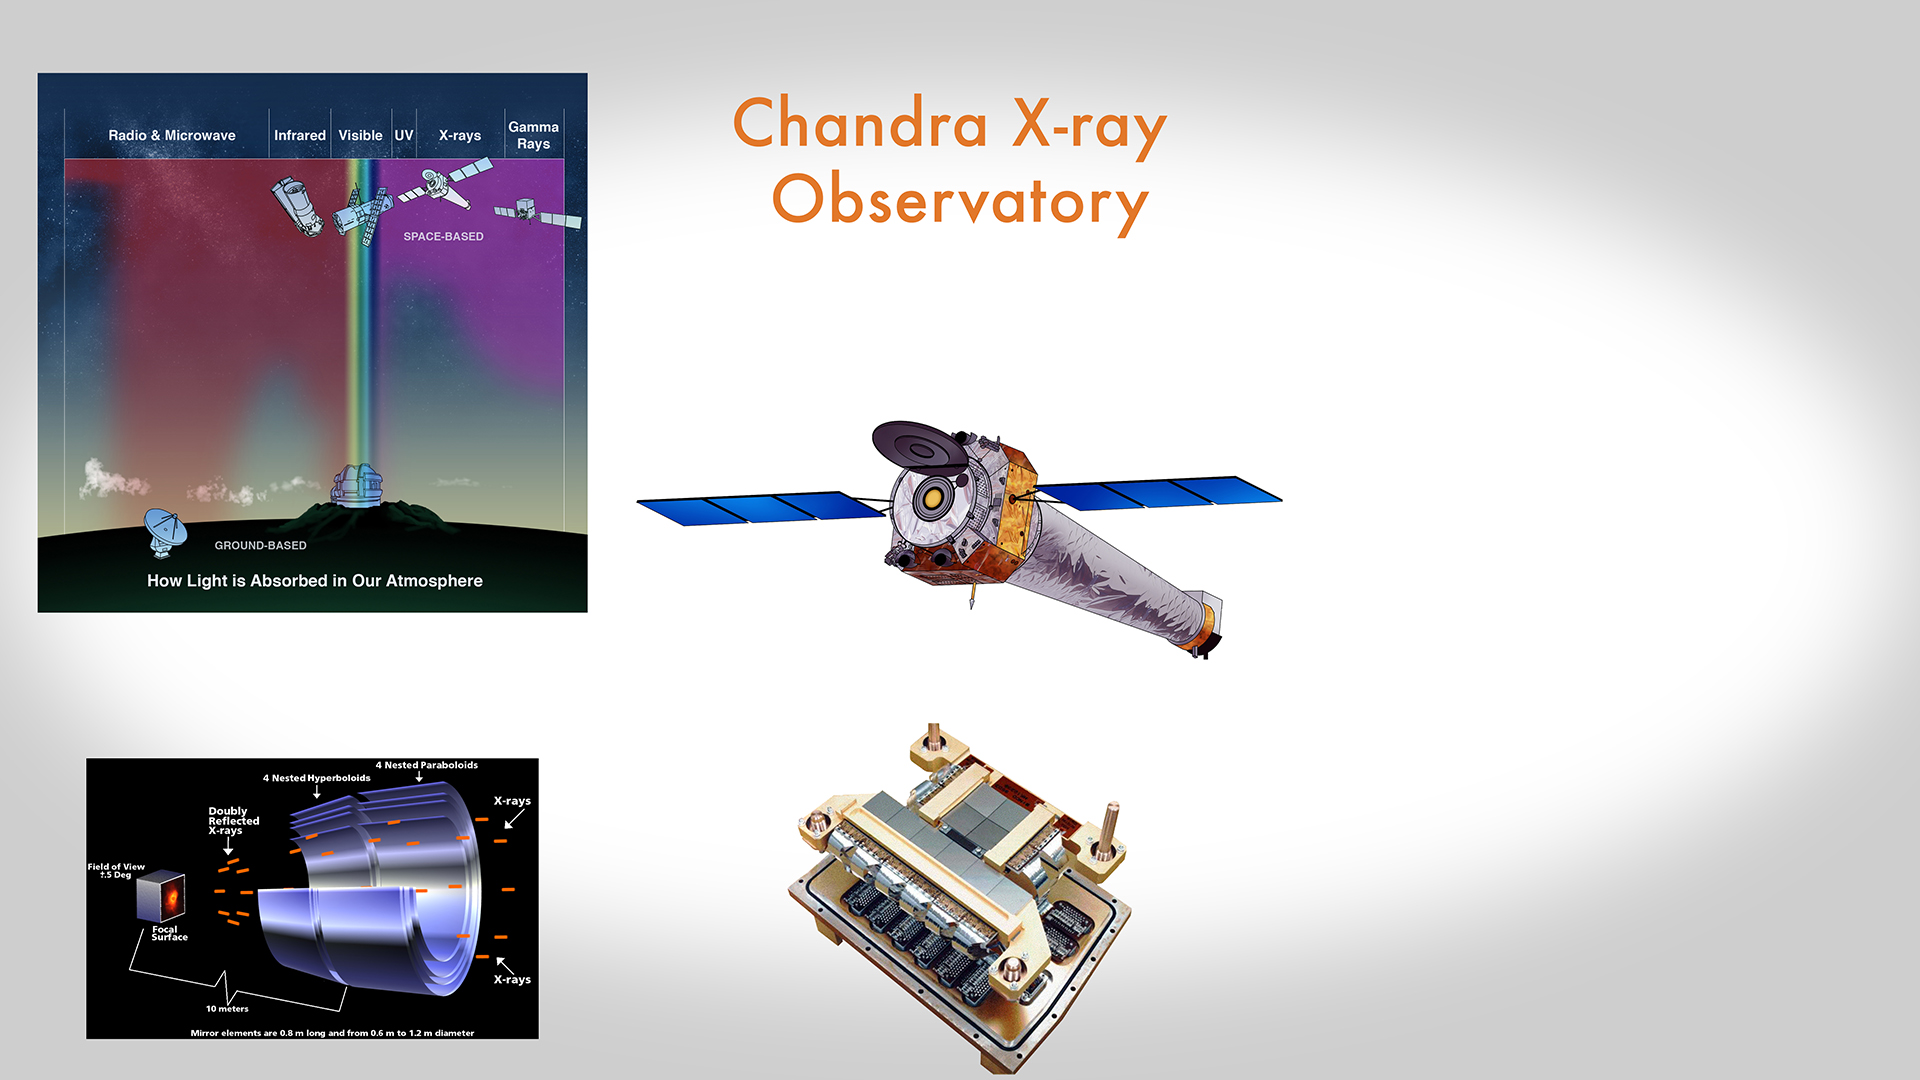 Chandra X-ray
Observatory
Radio & Microwave
Infrared
Visible
UV
X-rays
Gamma
Rays
SPACE-BASED
GROUND-BASED
How Light is Absorbed in Our Atmosphere
4 Nested Paraboloids
4 Nested Hyperboloids
Doubly
Reflected
X-rays
X-rays
Field of View
Focal
Surface
X-rays
10 meters
Mirror elements are 0.8 m long and from 0.6 m to 1.2 m diameter